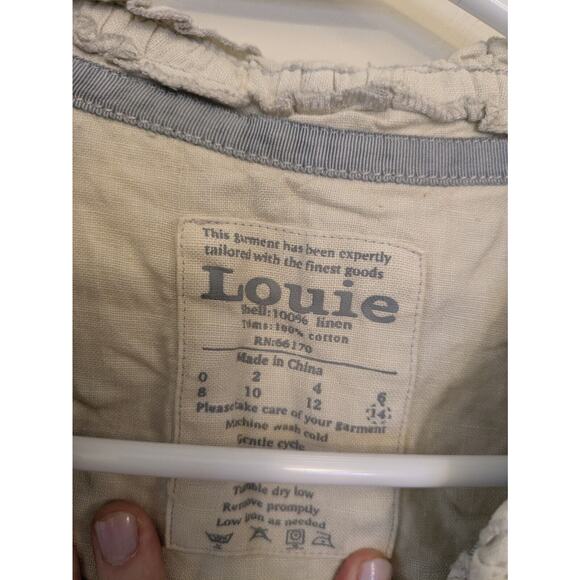 This garment has been expertly
tailored with the finest goods
Louie
Shell: 100% linen
Trims: 100% cotton
RN:66170
Made in China
0 2 4 6
8 10 12 14
Please take care of your garment
Machine wash cold
Gentle cycle
Tumble dry low
Remove promptly
Low iron as needed